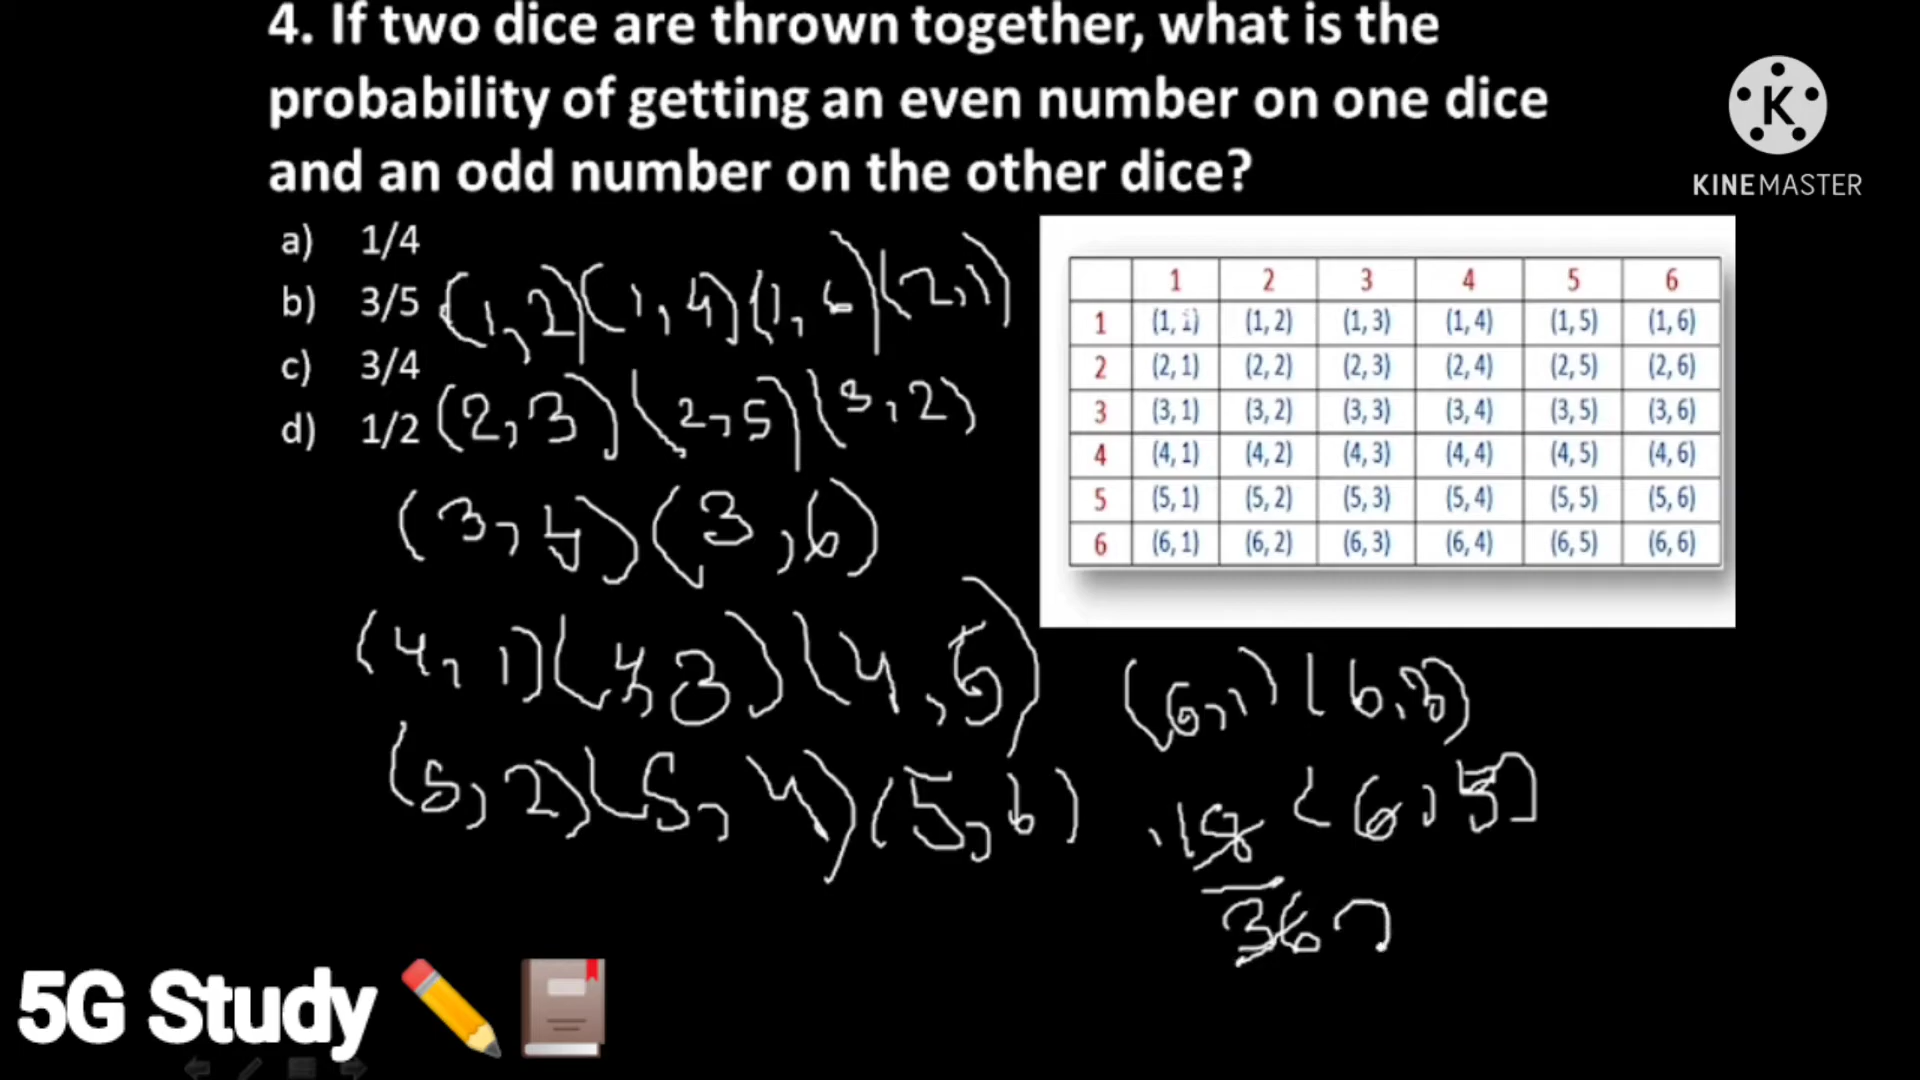 4. If two dice are thrown together, what is the
probability of getting an even number on one dice
and an odd number on the other dice?
K
KINEMASTER
a) 1/4
b) 3/5
c) 3/4
d) 1/2
(1, 2) (1, 4) (1, 6) (2, 1)
(2, 3) (2, 5) (3, 2)
(3, 4) (3, 6)
(4, 1) (4, 3) (4, 5)
(5, 2) (5, 4) (5, 6)
1 2 3 4 5 6
1 (1, 1) (1, 2) (1, 3) (1, 4) (1, 5) (1, 6)
2 (2, 1) (2, 2) (2, 3) (2, 4) (2, 5) (2, 6)
3 (3, 1) (3, 2) (3, 3) (3, 4) (3, 5) (3, 6)
4 (4, 1) (4, 2) (4, 3) (4, 4) (4, 5) (4, 6)
5 (5, 1) (5, 2) (5, 3) (5, 4) (5, 5) (5, 6)
6 (6, 1) (6, 2) (6, 3) (6, 4) (6, 5) (6, 6)
(6, 1) (6, 3)
(6, 5)
18
36
5G Study